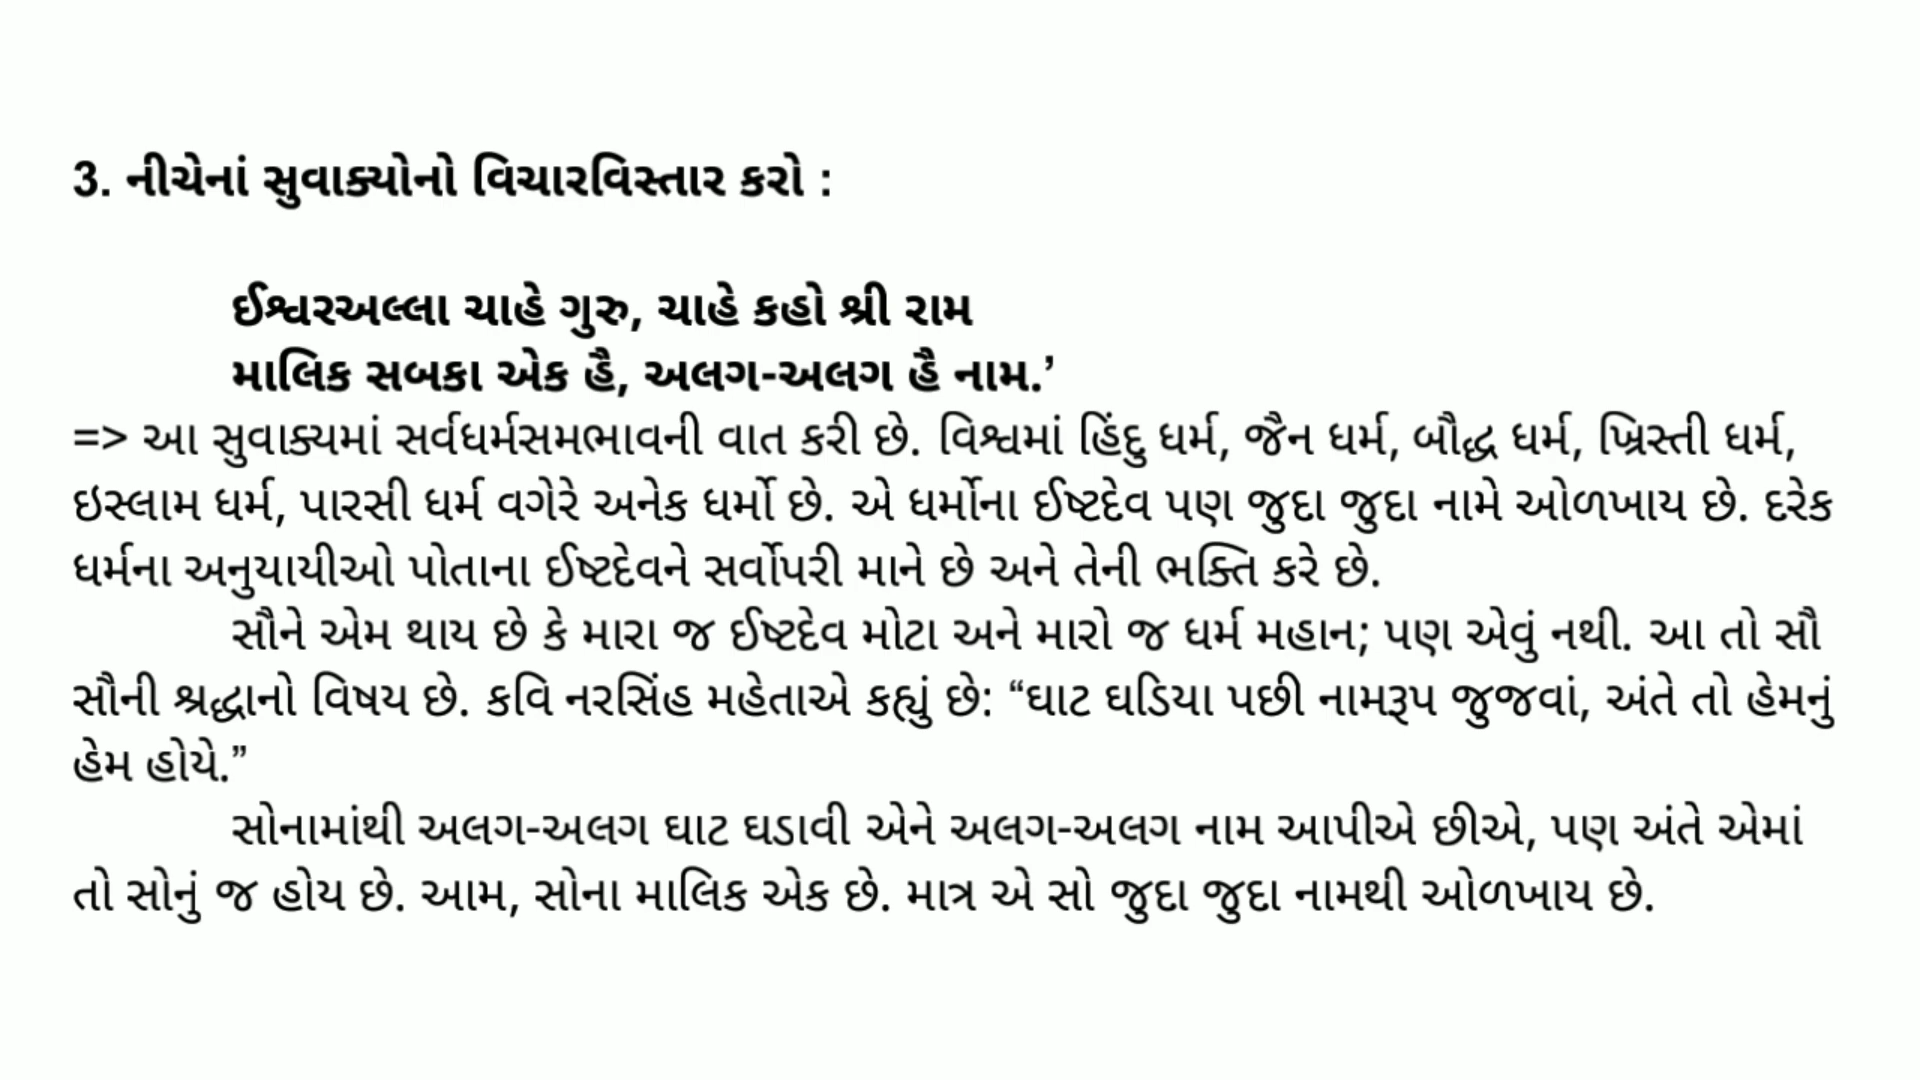 3. નીચેનાં સુવાક્યોનો વિચારવિસ્તાર કરો :
ઈશ્વરઅલ્લા ચાહે ગુરુ, ચાહે કહો શ્રી રામ
માલિક સબકા એક હૈ, અલગ-અલગ હૈ નામ.’
=> આ સુવાક્યમાં સર્વધર્મસમભાવની વાત કરી છે. વિશ્વમાં હિંદુ ધર્મ, જૈન ધર્મ, બૌદ્ધ ધર્મ, ખ્રિસ્તી ધર્મ,
ઇસ્લામ ધર્મ, પારસી ધર્મ વગેરે અનેક ધર્મો છે. એ ધર્મોના ઈષ્ટદેવ પણ જુદા જુદા નામે ઓળખાય છે. દરેક
ધર્મના અનુયાયીઓ પોતાના ઈષ્ટદેવને સર્વોપરી માને છે અને તેની ભક્તિ કરે છે.
સૌને એમ થાય છે કે મારા જ ઈષ્ટદેવ મોટા અને મારો જ ધર્મ મહાન; પણ એવું નથી. આ તો સૌ
સૌની શ્રદ્ધાનો વિષય છે. કવિ નરસિંહ મહેતાએ કહ્યું છે: “ઘાટ ઘડિયા પછી નામરૂપ જુજવાં, અંતે તો હેમનું
હેમ હોયે.”
સોનામાંથી અલગ-અલગ ઘાટ ઘડાવી એને અલગ-અલગ નામ આપીએ છીએ, પણ અંતે એમાં
તો સોનું જ હોય છે. આમ, સોના માલિક એક છે. માત્ર એ સો જુદા જુદા નામથી ઓળખાય છે.